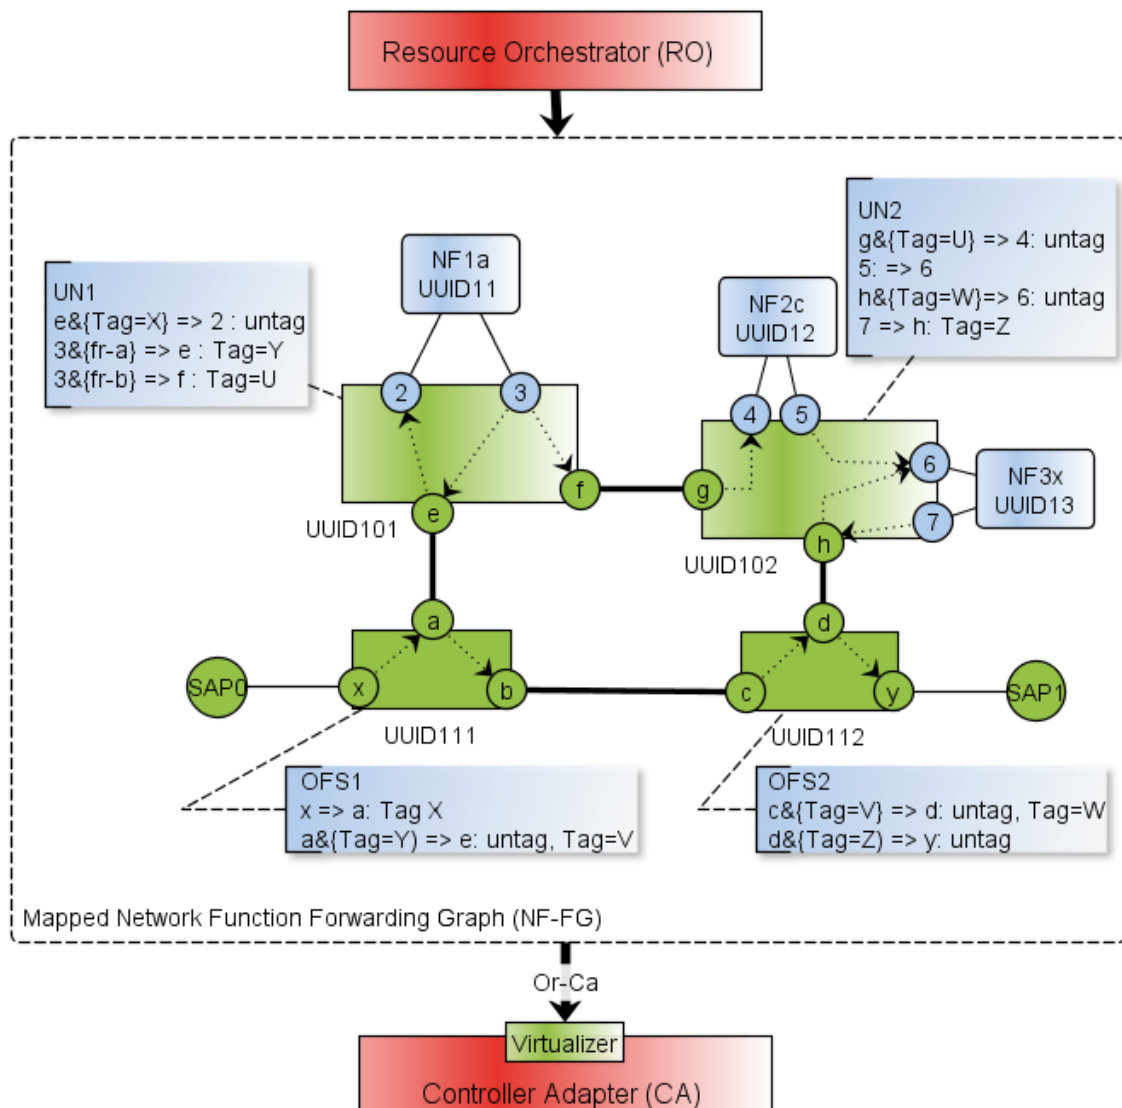 Resource Orchestrator (RO)
UN2
g&{Tag=U} => 4: untag
5: => 6
h&{Tag=W}=> 6: untag
7 => h: Tag=Z
NF1a
UUID11
UN1
e&{Tag=X} => 2 : untag
3&{fr-a} => e : Tag=Y
3&{fr-b} => f : Tag=U
NF2c
UUID12
2
3
4
5
6
7
NF3x
UUID13
f
g
e
h
UUID101
UUID102
a
d
SAP0
x
b
c
y
SAP1
UUID111
UUID112
OFS1
x => a: Tag X
a&{Tag=Y) => e: untag, Tag=V
OFS2
c&{Tag=V} => d: untag, Tag=W
d&{Tag=Z) => y: untag
Mapped Network Function Forwarding Graph (NF-FG)
Or-Ca
Virtualizer
Controller Adapter (CA)